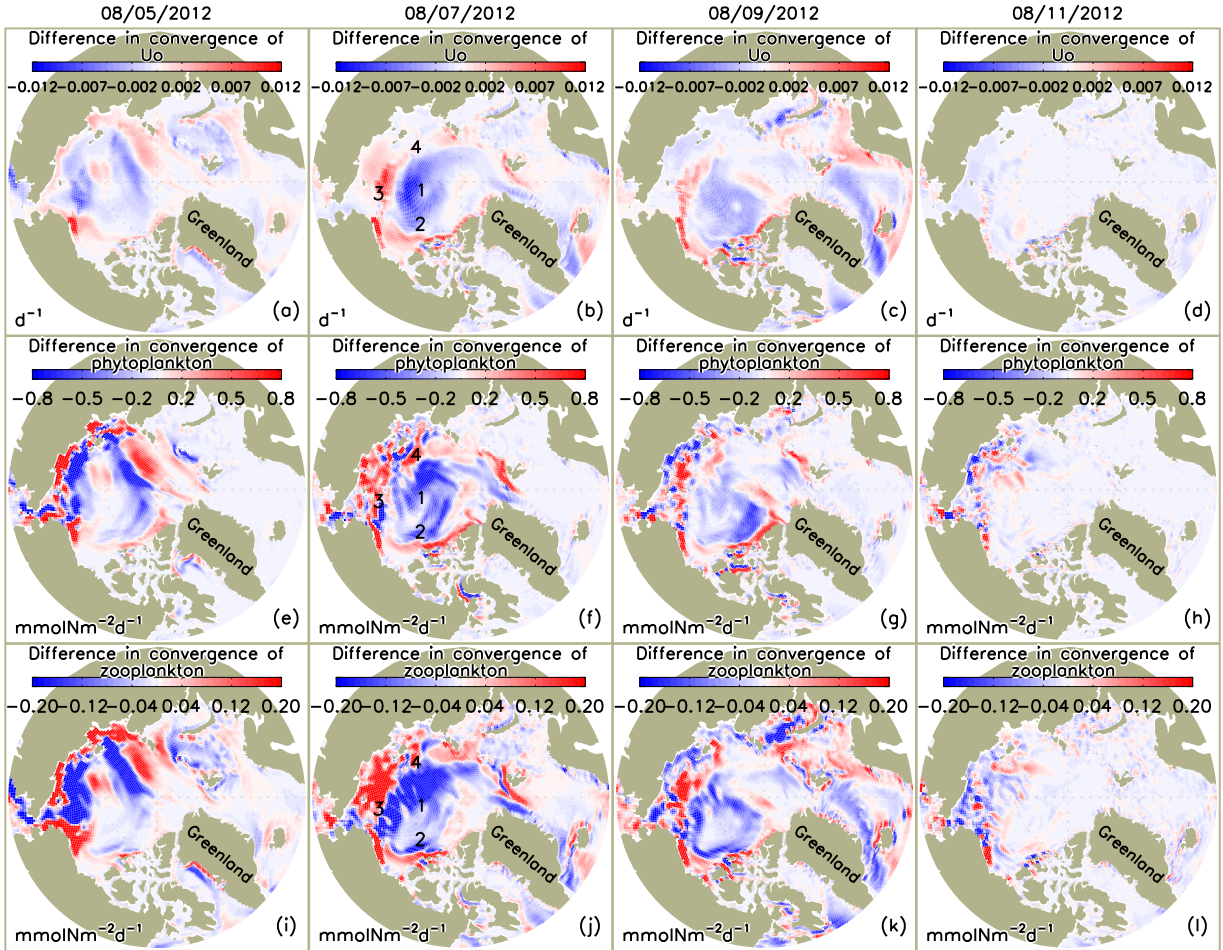 08/05/2012 08/07/2012 08/09/2012 08/11/2012
Difference in convergence of
Uo
−0.012 −0.007 −0.002 0.002 0.007 0.012
Greenland
d⁻¹ (a)
Difference in convergence of
Uo
−0.012 −0.007 −0.002 0.002 0.007 0.012
4
3 1
2
Greenland
d⁻¹ (b)
Difference in convergence of
Uo
−0.012 −0.007 −0.002 0.002 0.007 0.012
Greenland
d⁻¹ (c)
Difference in convergence of
Uo
−0.012 −0.007 −0.002 0.002 0.007 0.012
Greenland
d⁻¹ (d)
Difference in convergence of
phytoplankton
−0.8 −0.5 −0.2 0.2 0.5 0.8
Greenland
mmolNm⁻²d⁻¹ (e)
Difference in convergence of
phytoplankton
−0.8 −0.5 −0.2 0.2 0.5 0.8
4
3 1
2
Greenland
mmolNm⁻²d⁻¹ (f)
Difference in convergence of
phytoplankton
−0.8 −0.5 −0.2 0.2 0.5 0.8
Greenland
mmolNm⁻²d⁻¹ (g)
Difference in convergence of
phytoplankton
−0.8 −0.5 −0.2 0.2 0.5 0.8
Greenland
mmolNm⁻²d⁻¹ (h)
Difference in convergence of
zooplankton
−0.20 −0.12 −0.04 0.04 0.12 0.20
Greenland
mmolNm⁻²d⁻¹ (i)
Difference in convergence of
zooplankton
−0.20 −0.12 −0.04 0.04 0.12 0.20
4
3 1
2
Greenland
mmolNm⁻²d⁻¹ (j)
Difference in convergence of
zooplankton
−0.20 −0.12 −0.04 0.04 0.12 0.20
Greenland
mmolNm⁻²d⁻¹ (k)
Difference in convergence of
zooplankton
−0.20 −0.12 −0.04 0.04 0.12 0.20
Greenland
mmolNm⁻²d⁻¹ (l)